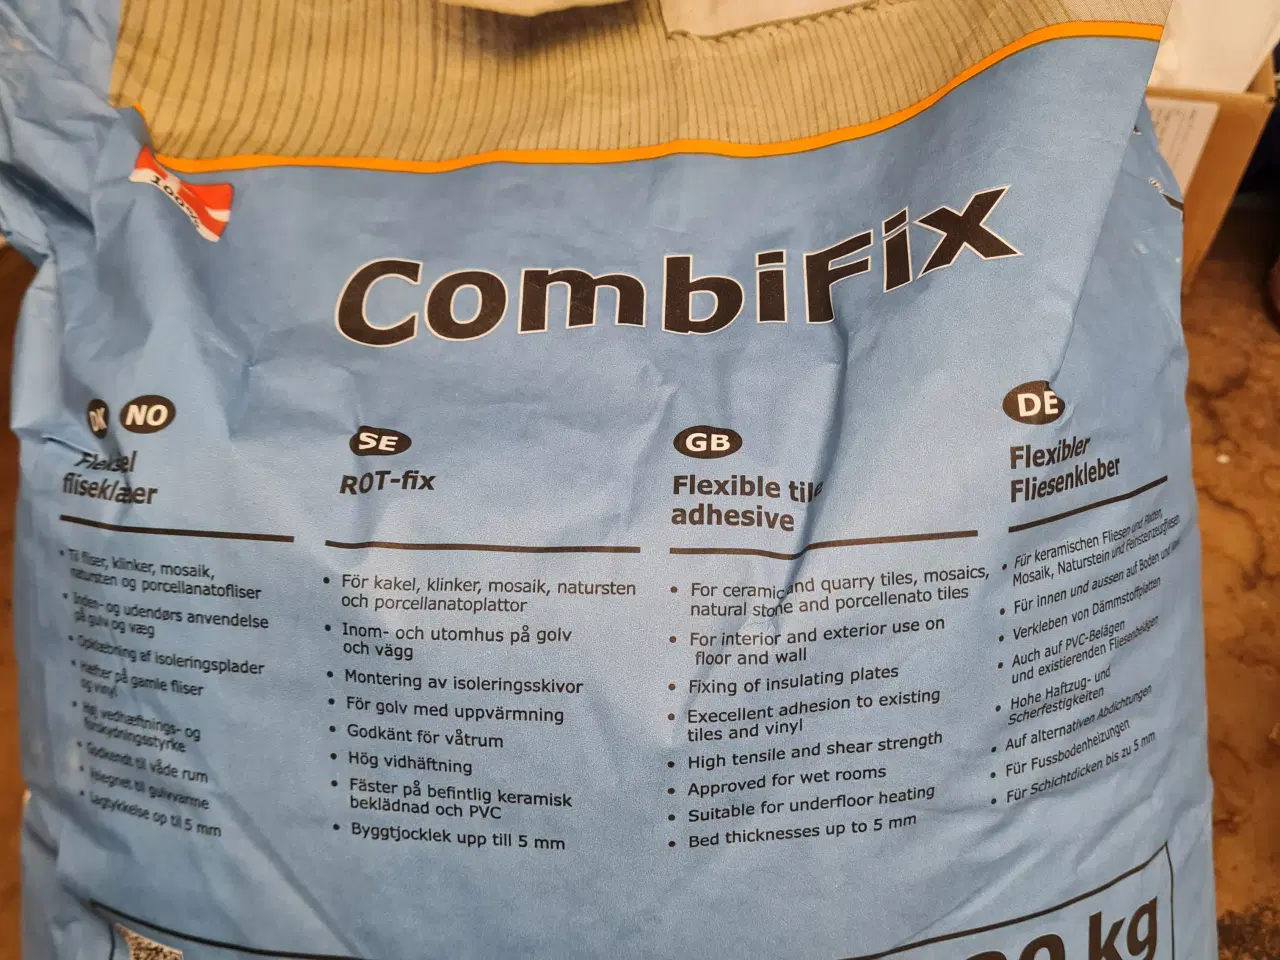 100%
CombiFix
DK NO
Fleksel
fliseklæer
• Til fliser, klinker, mosaik,
natursten og porcellanatofliser
• Inden- og udendørs anvendelse
på gulv og væg
• Opklæbning af isoleringsplader
• Hæfter på gamle fliser
og vinyl
• Høj vedhæftnings- og
forskydningsstyrke
• Godkendt til våde rum
• Velegnet til gulvvarme
• Lagtykkelse op til 5 mm
SE
ROT-fix
• För kakel, klinker, mosaik, natursten
och porcellanatoplattor
• Inom- och utomhus på golv
och vägg
• Montering av isoleringsskivor
• För golv med uppvärmning
• Godkänt för våtrum
• Hög vidhäftning
• Fäster på befintlig keramisk
beklädnad och PVC
• Byggtjocklek upp till 5 mm
GB
Flexible tile
adhesive
• For ceramic and quarry tiles, mosaics,
natural stone and porcellenato tiles
• For interior and exterior use on
floor and wall
• Fixing of insulating plates
• Execellent adhesion to existing
tiles and vinyl
• High tensile and shear strength
• Approved for wet rooms
• Suitable for underfloor heating
• Bed thicknesses up to 5 mm
DE
Flexibler
Fliesenkleber
• Für keramischen Fliesen und Platten,
Mosaik, Naturstein und Feinsteinzeugfliesen
• Für innen und aussen auf Boden und
• Verkleben von Dämmstoffplatten
• Auch auf PVC-Belägen
und existierenden Fliesenbelägen
• Hohe Haftzug- und
Scherfestigkeiten
• Auf alternativen Abdichtungen
• Für Fussbodenheizungen
• Für Schichtdicken bis zu 5 mm
kg